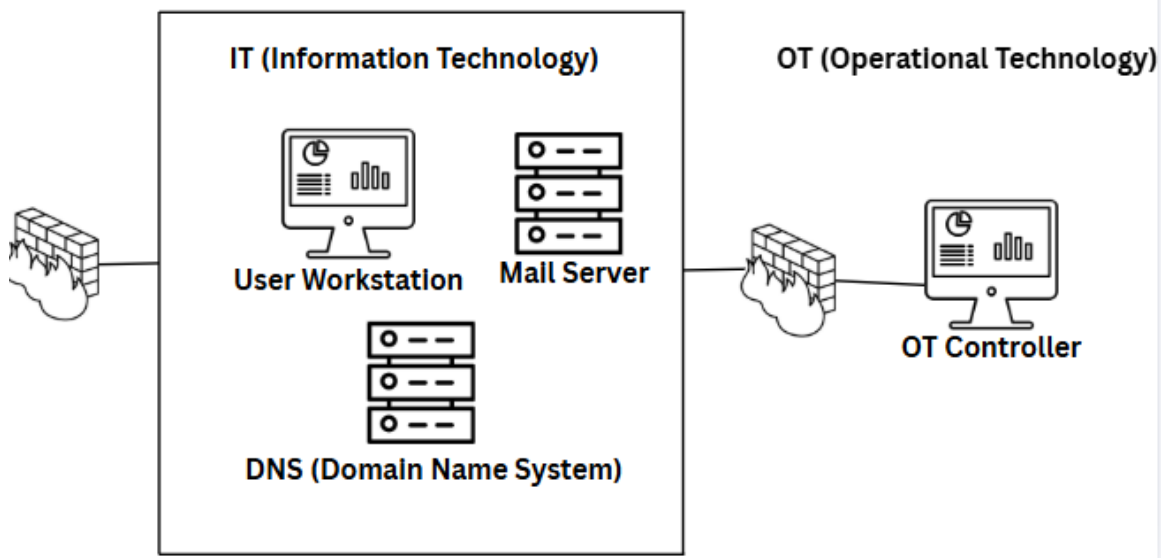 IT (Information Technology)
OT (Operational Technology)
User Workstation
Mail Server
OT Controller
DNS (Domain Name System)